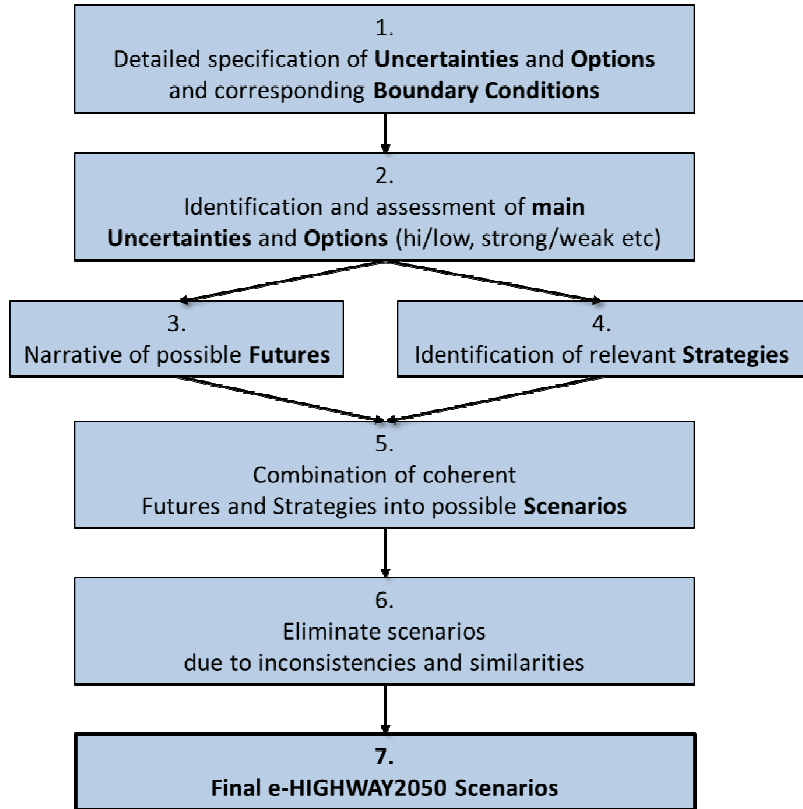 1.
Detailed specification of Uncertainties and Options
and corresponding Boundary Conditions
2.
Identification and assessment of main
Uncertainties and Options (hi/low, strong/weak etc)
3.
Narrative of possible Futures
4.
Identification of relevant Strategies
5.
Combination of coherent
Futures and Strategies into possible Scenarios
6.
Eliminate scenarios
due to inconsistencies and similarities
7.
Final e-HIGHWAY2050 Scenarios